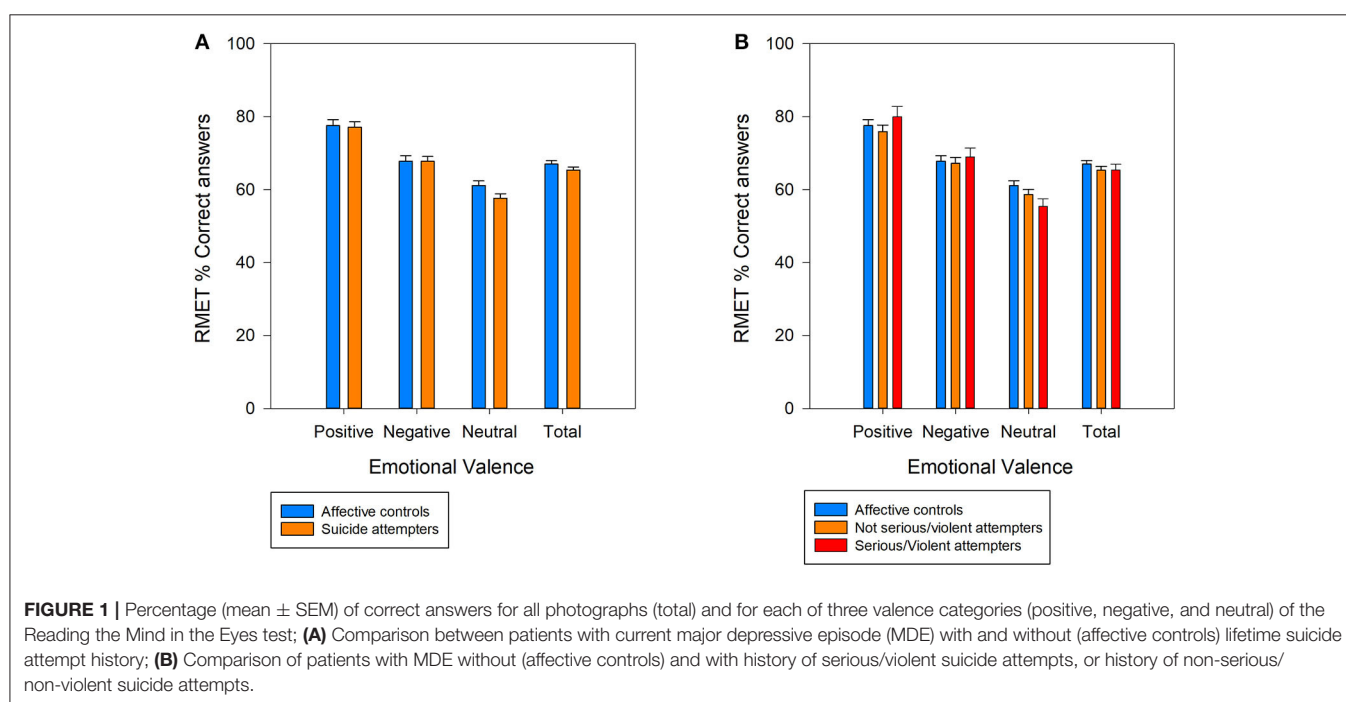 A
100
80
60
40
20
0
RMET % Correct answers
Positive Negative Neutral Total
Emotional Valence
Affective controls
Suicide attempters
B
100
80
60
40
20
0
RMET % Correct answers
Positive Negative Neutral Total
Emotional Valence
Affective controls
Not serious/violent attempters
Serious/Violent attempters
FIGURE 1 | Percentage (mean ± SEM) of correct answers for all photographs (total) and for each of three valence categories (positive, negative, and neutral) of the
Reading the Mind in the Eyes test; (A) Comparison between patients with current major depressive episode (MDE) with and without (affective controls) lifetime suicide
attempt history; (B) Comparison of patients with MDE without (affective controls) and with history of serious/violent suicide attempts, or history of non-serious/
non-violent suicide attempts.